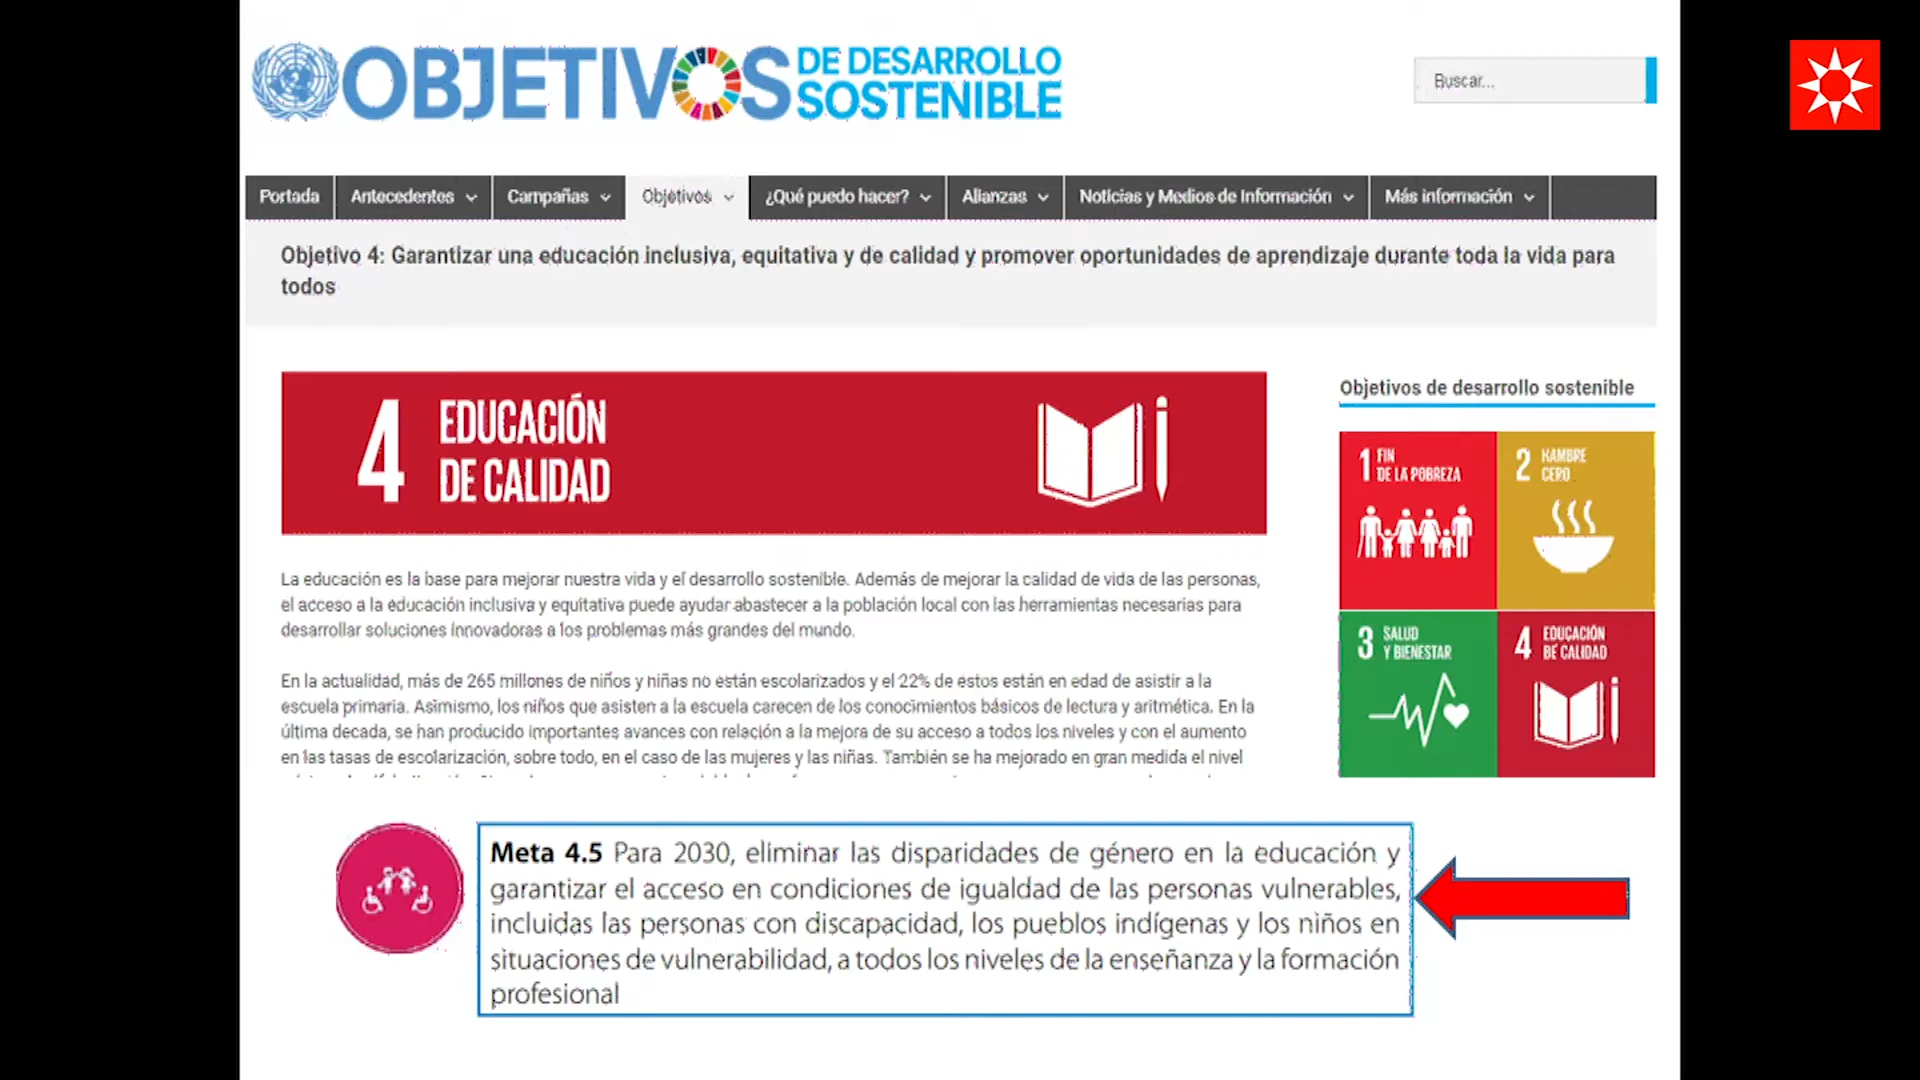 OBJETIVOS DE DESARROLLO
SOSTENIBLE
Buscar...
Portada Antecedentes Campañas Objetivos ¿Qué puedo hacer? Alianzas Noticias y Medios de Información Más información
Objetivo 4: Garantizar una educación inclusiva, equitativa y de calidad y promover oportunidades de aprendizaje durante toda la vida para
todos
4 EDUCACIÓN
DE CALIDAD
La educación es la base para mejorar nuestra vida y el desarrollo sostenible. Además de mejorar la calidad de vida de las personas,
el acceso a la educación inclusiva y equitativa puede ayudar abastecer a la población local con las herramientas necesarias para
desarrollar soluciones innovadoras a los problemas más grandes del mundo.
En la actualidad, más de 265 millones de niños y niñas no están escolarizados y el 22% de estos están en edad de asistir a la
escuela primaria. Asimismo, los niños que asisten a la escuela carecen de los conocimientos básicos de lectura y aritmética. En la
última decada, se han producido importantes avances con relación a la mejora de su acceso a todos los niveles y con el aumento
en las tasas de escolarización, sobre todo, en el caso de las mujeres y las niñas. También se ha mejorado en gran medida el nivel
Objetivos de desarrollo sostenible
1 FIN
DE LA POBREZA
2 HAMBRE
CERO
3 SALUD
Y BIENESTAR
4 EDUCACIÓN
DE CALIDAD
Meta 4.5 Para 2030, eliminar las disparidades de género en la educación y
garantizar el acceso en condiciones de igualdad de las personas vulnerables,
incluidas las personas con discapacidad, los pueblos indígenas y los niños en
situaciones de vulnerabilidad, a todos los niveles de la enseñanza y la formación
profesional